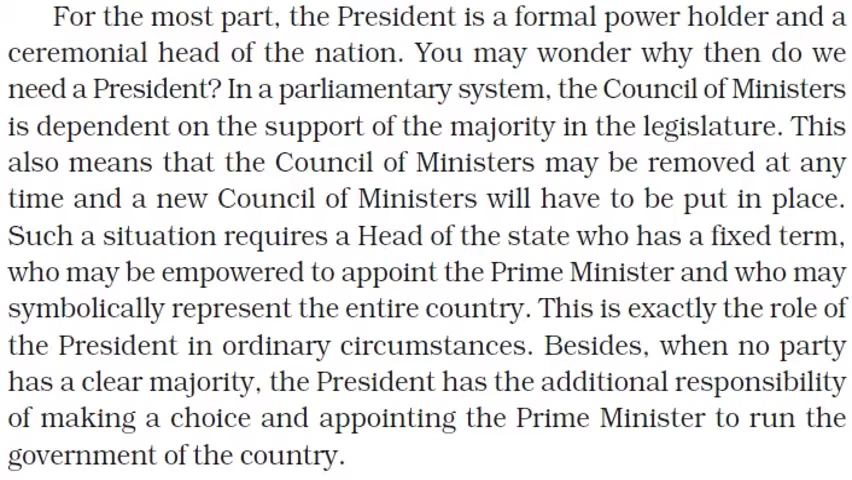 For the most part, the President is a formal power holder and a
ceremonial head of the nation. You may wonder why then do we
need a President? In a parliamentary system, the Council of Ministers
is dependent on the support of the majority in the legislature. This
also means that the Council of Ministers may be removed at any
time and a new Council of Ministers will have to be put in place.
Such a situation requires a Head of the state who has a fixed term,
who may be empowered to appoint the Prime Minister and who may
symbolically represent the entire country. This is exactly the role of
the President in ordinary circumstances. Besides, when no party
has a clear majority, the President has the additional responsibility
of making a choice and appointing the Prime Minister to run the
government of the country.